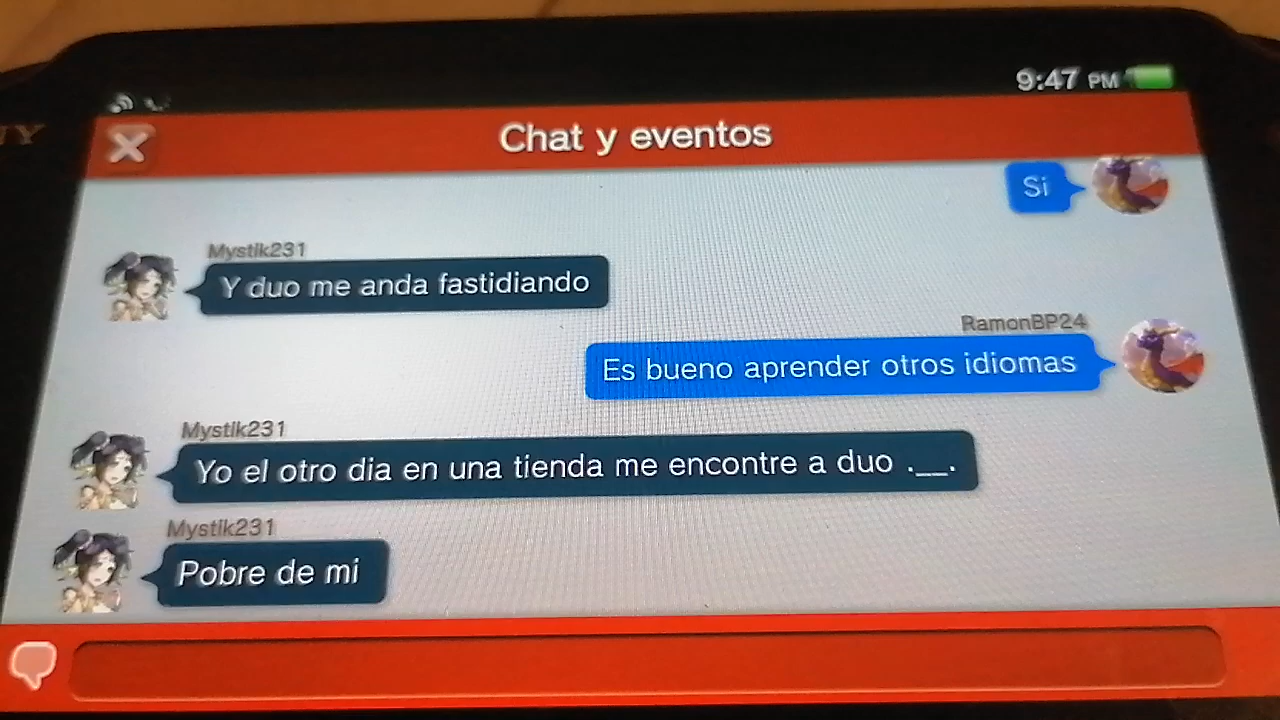 9:47 PM
Chat y eventos
Si
Mystik231
Y duo me anda fastidiando
RamonBP24
Es bueno aprender otros idiomas
Mystik231
Yo el otro dia en una tienda me encontre a duo .__.
Mystik231
Pobre de mi